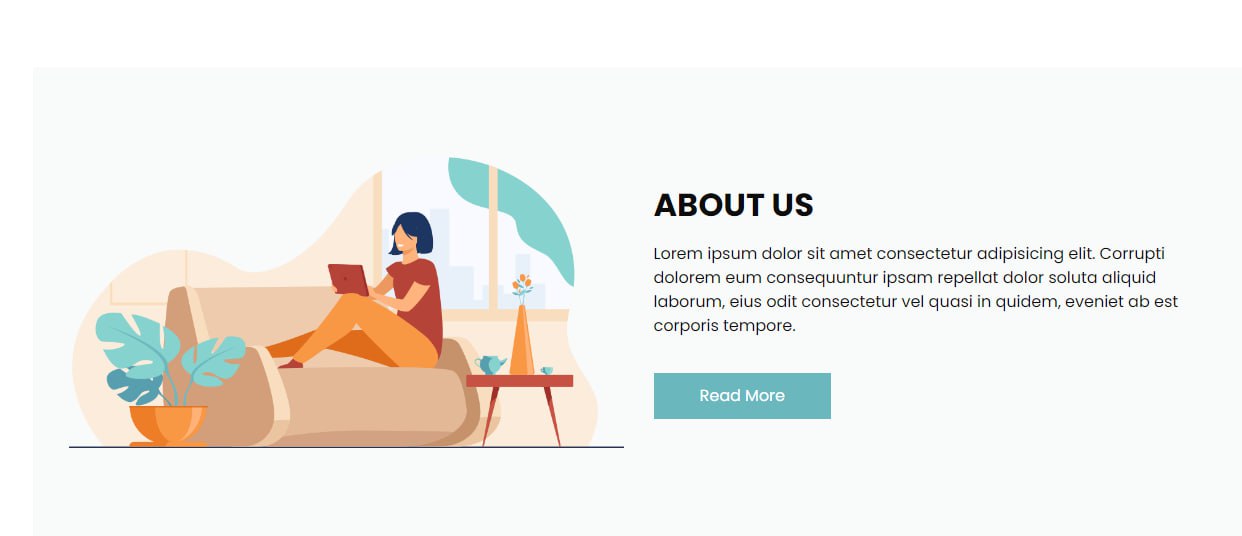 ABOUT US
Lorem ipsum dolor sit amet consectetur adipisicing elit. Corrupti
dolorem eum consequuntur ipsam repellat dolor soluta aliquid
laborum, eius odit consectetur vel quasi in quidem, eveniet ab est
corporis tempore.
Read More